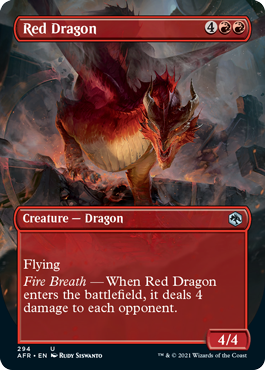 Red Dragon 4
Creature — Dragon
Flying
Fire Breath — When Red Dragon
enters the battlefield, it deals 4
damage to each opponent.
4/4
294 U
AFR • EN Rudy Siswanto
™ & © 2021 Wizards of the Coast